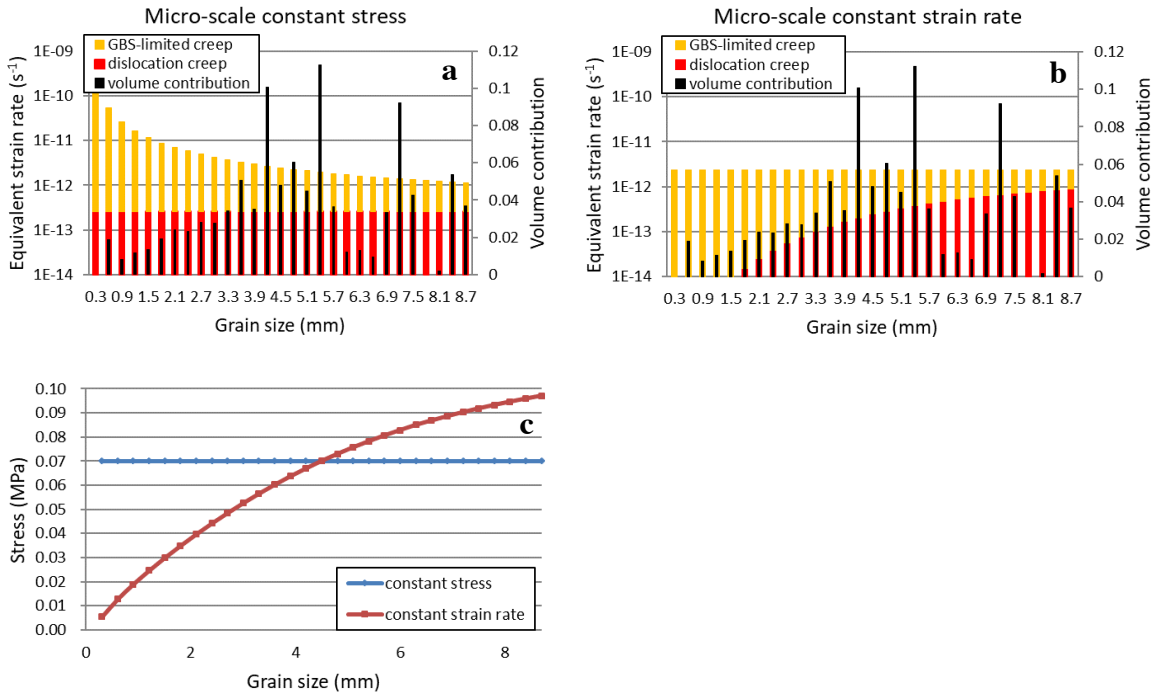 Micro-scale constant stress
GBS-limited creep
dislocation creep
volume contribution
a
Equivalent strain rate (s⁻¹)
1E-09
1E-10
1E-11
1E-12
1E-13
1E-14
0.12
0.1
0.08
0.06
0.04
0.02
0
Volume contribution
0.3 0.9 1.5 2.1 2.7 3.3 3.9 4.5 5.1 5.7 6.3 6.9 7.5 8.1 8.7
Grain size (mm)
Micro-scale constant strain rate
GBS-limited creep
dislocation creep
volume contribution
b
Equivalent strain rate (s⁻¹)
1E-09
1E-10
1E-11
1E-12
1E-13
1E-14
0.12
0.1
0.08
0.06
0.04
0.02
0
Volume contribution
0.3 0.9 1.5 2.1 2.7 3.3 3.9 4.5 5.1 5.7 6.3 6.9 7.5 8.1 8.7
Grain size (mm)
c
Stress (MPa)
0.10
0.09
0.08
0.07
0.06
0.05
0.04
0.03
0.02
0.01
0.00
constant stress
constant strain rate
0 2 4 6 8
Grain size (mm)